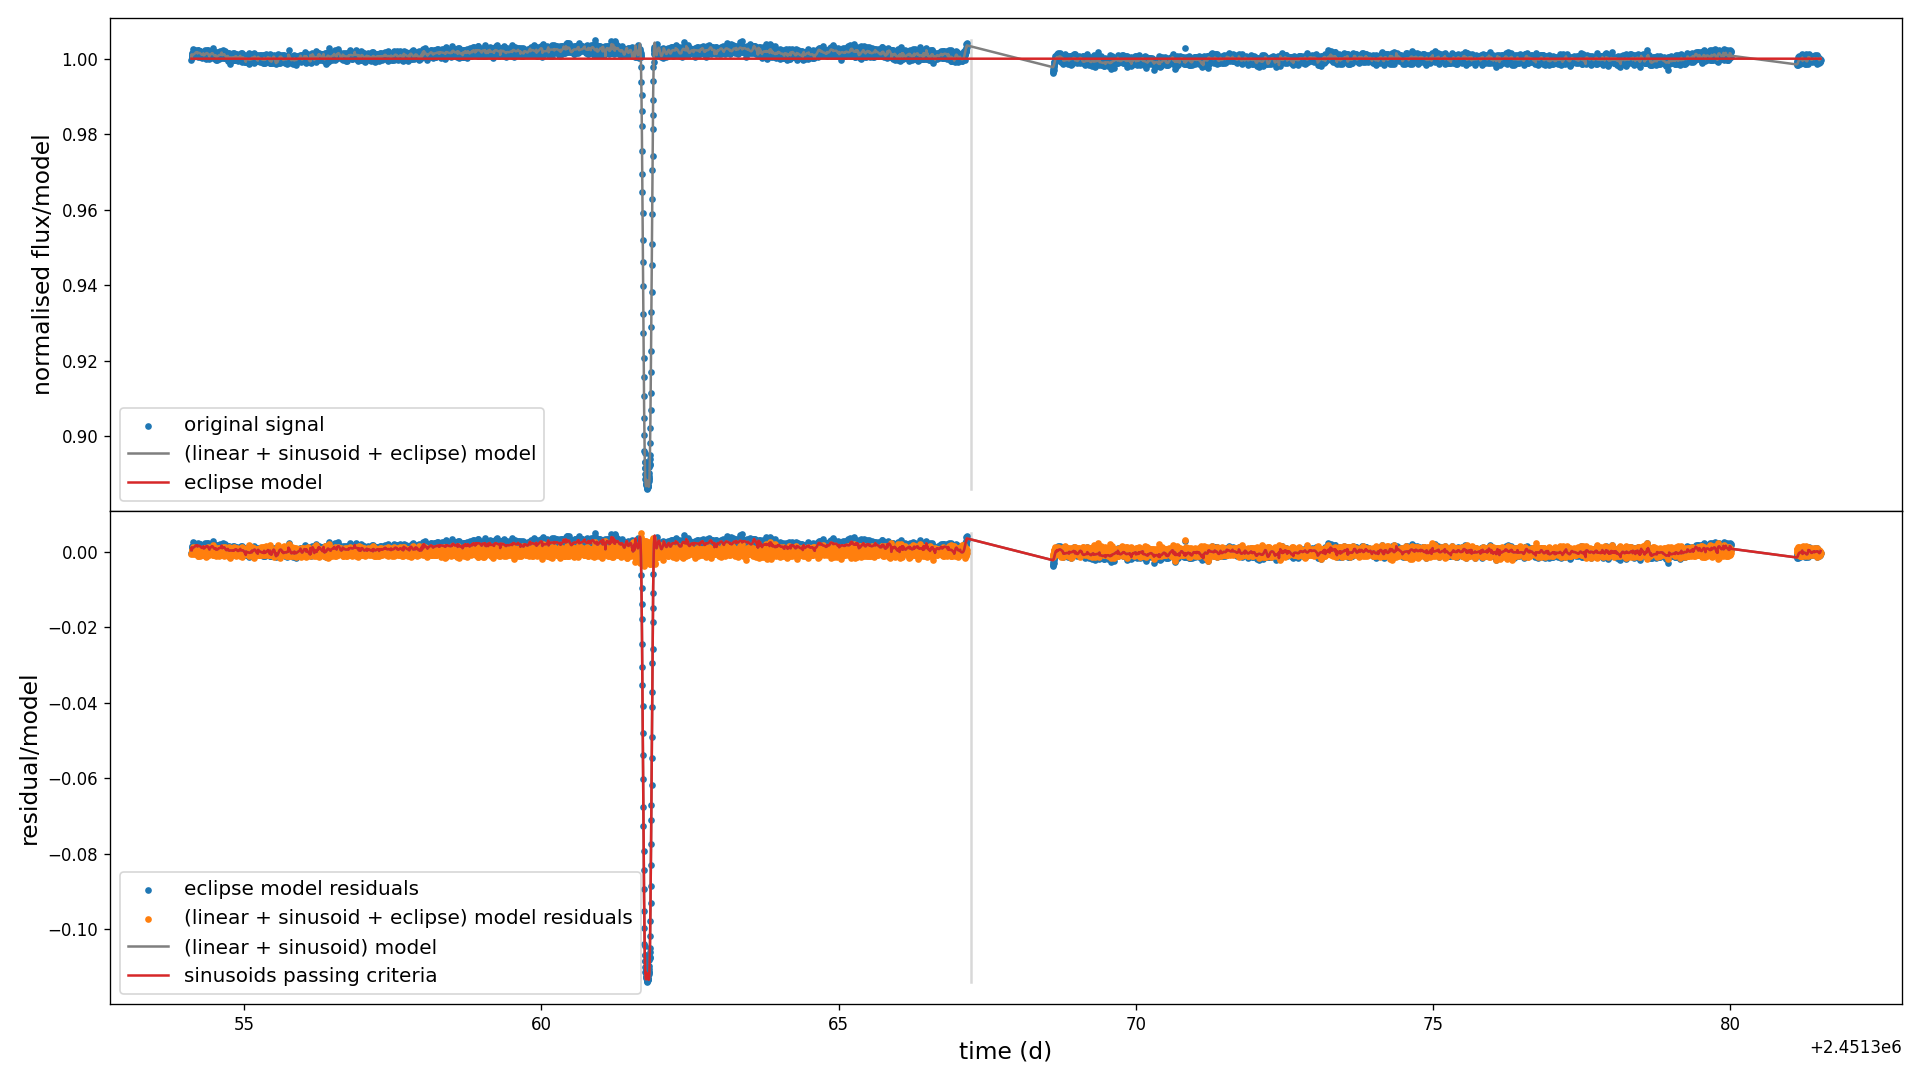 normalised flux/model
1.00
0.98
0.96
0.94
0.92
0.90
original signal
(linear + sinusoid + eclipse) model
eclipse model
residual/model
0.00
−0.02
−0.04
−0.06
−0.08
−0.10
eclipse model residuals
(linear + sinusoid + eclipse) model residuals
(linear + sinusoid) model
sinusoids passing criteria
55 60 65 70 75 80
time (d)
+2.4513e6